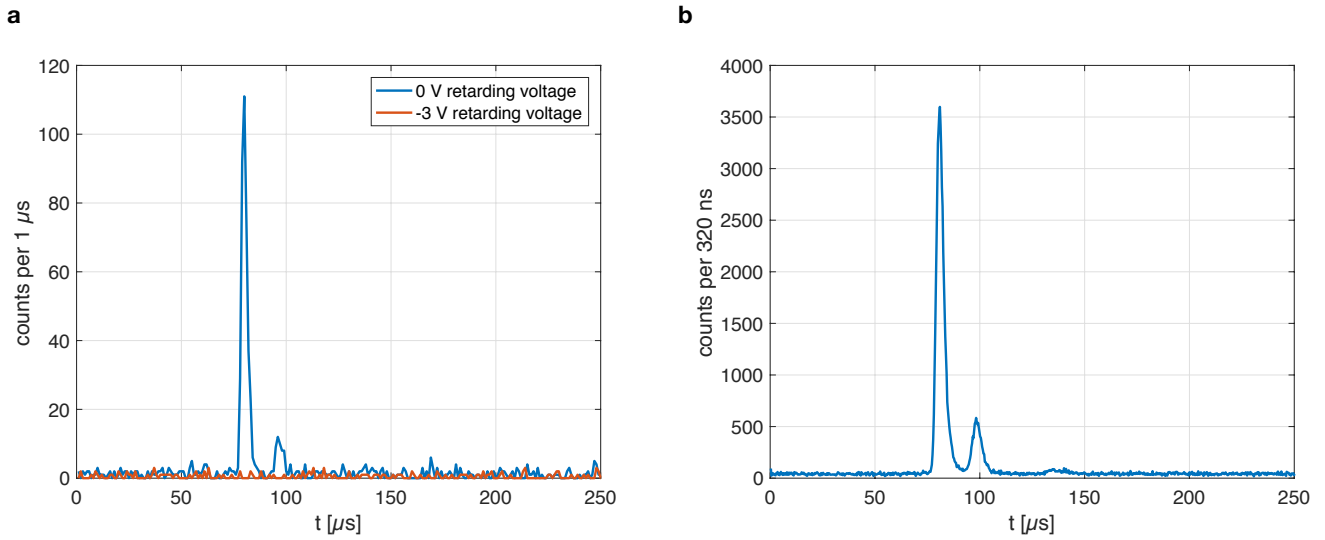 a
120
100
80
60
40
20
0
counts per 1 µs
0 V retarding voltage
-3 V retarding voltage
0 50 100 150 200 250
t [µs]
b
4000
3500
3000
2500
2000
1500
1000
500
0
counts per 320 ns
0 50 100 150 200 250
t [µs]